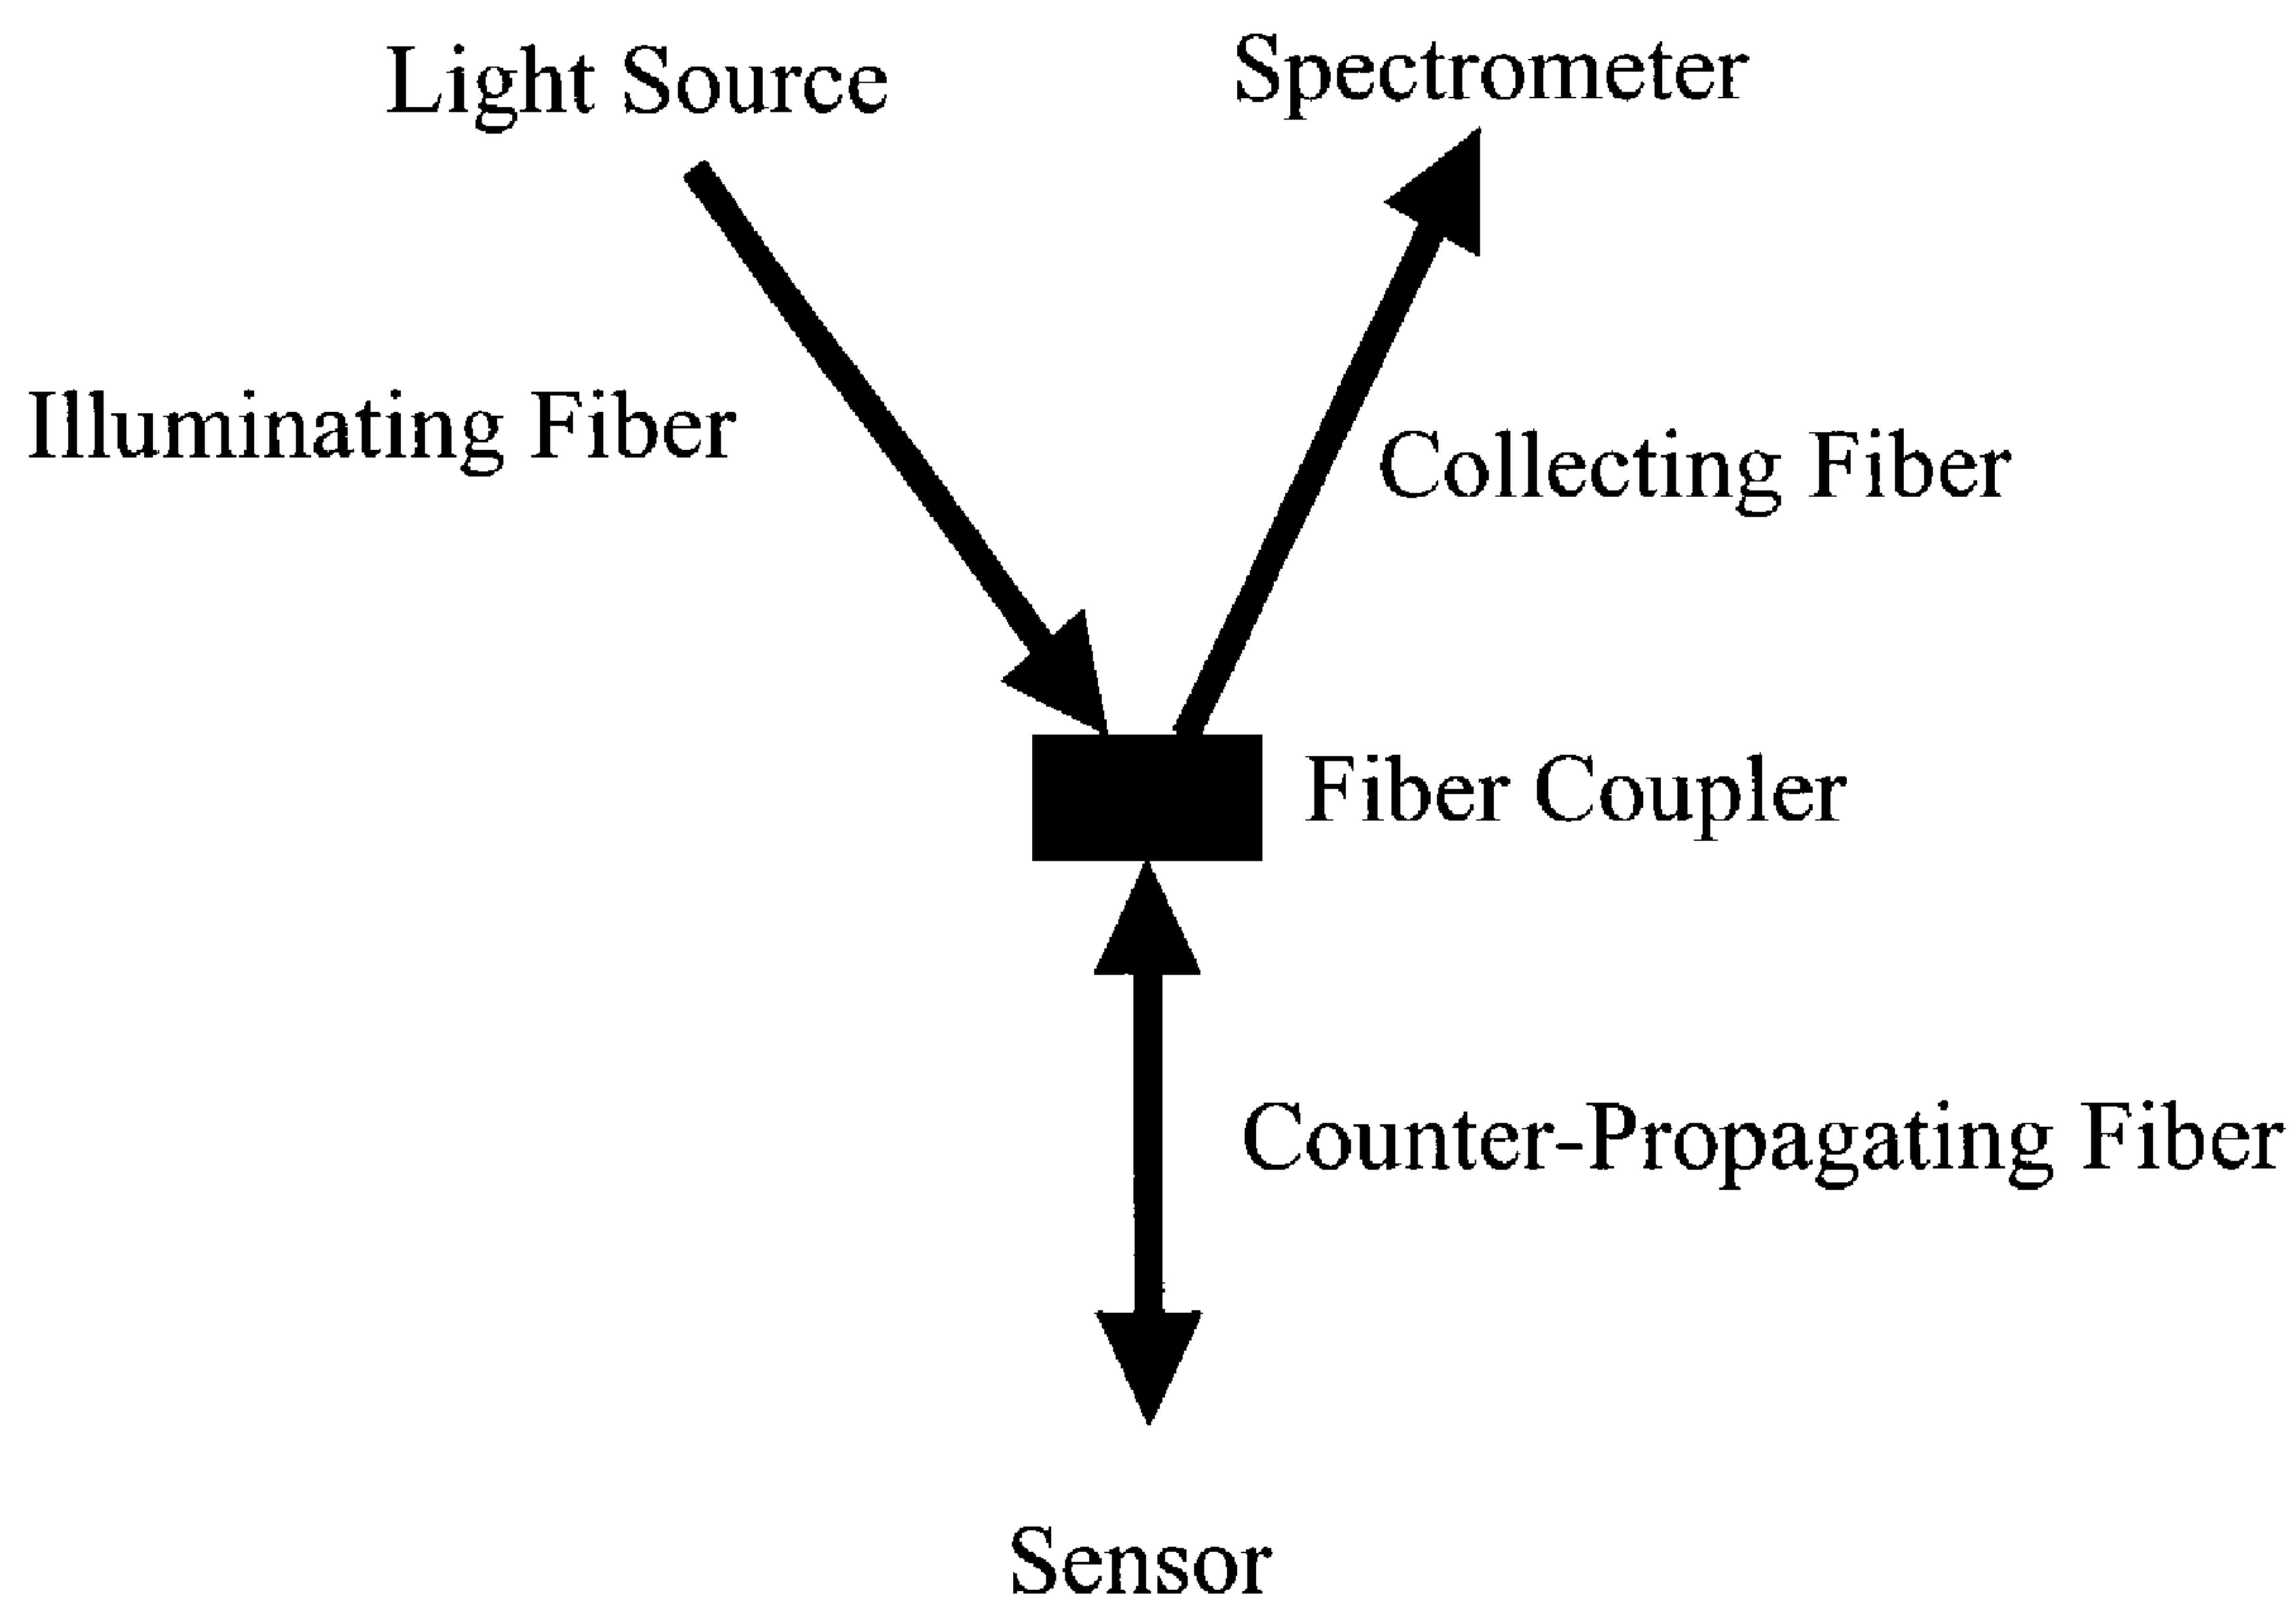 Light Source
Spectrometer
Illuminating Fiber
Collecting Fiber
Fiber Coupler
Counter-Propagating Fiber
Sensor